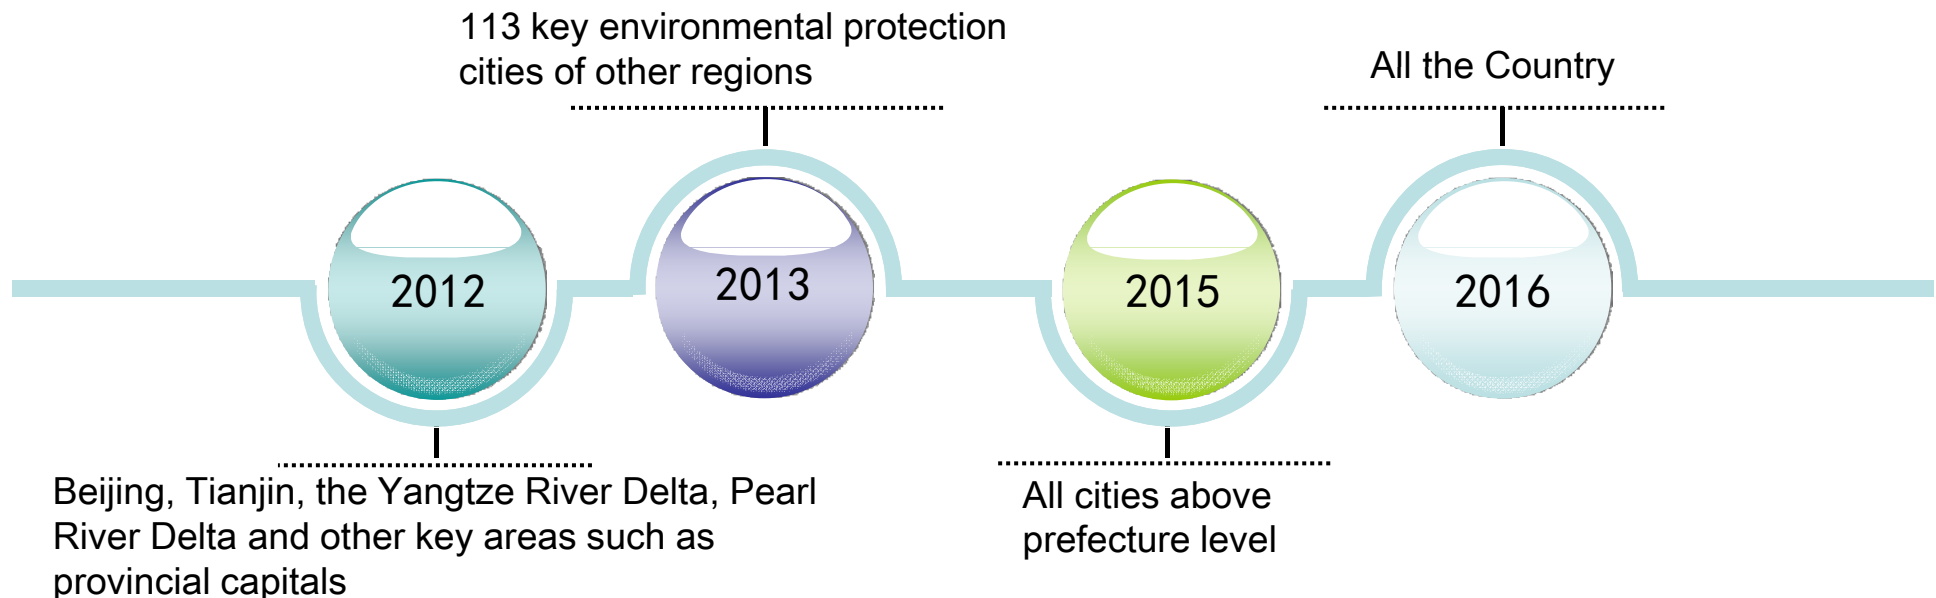 113 key environmental protection
cities of other regions
All the Country
2012
2013
2015
2016
Beijing, Tianjin, the Yangtze River Delta, Pearl
River Delta and other key areas such as
provincial capitals
All cities above
prefecture level